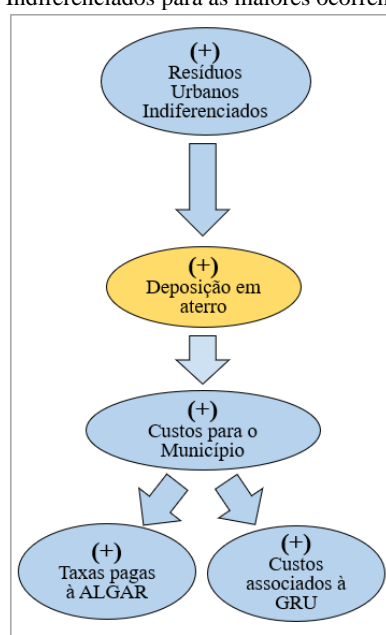 Indiferenciados para as maiores ocorren
(+)
Resíduos
Urbanos
Indiferenciados
(+)
Deposição em
aterro
(+)
Custos para o
Município
(+)
Taxas pagas
à ALGAR
(+)
Custos
associados à
GRU